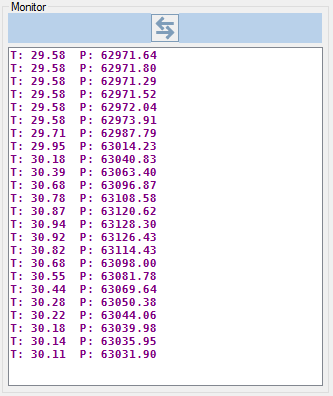 Monitor
T: 29.58  P: 62971.64
T: 29.58  P: 62971.80
T: 29.58  P: 62971.29
T: 29.58  P: 62971.52
T: 29.58  P: 62972.04
T: 29.58  P: 62973.91
T: 29.71  P: 62987.79
T: 29.95  P: 63014.23
T: 30.18  P: 63040.83
T: 30.39  P: 63063.40
T: 30.68  P: 63096.87
T: 30.78  P: 63108.58
T: 30.87  P: 63120.62
T: 30.94  P: 63128.30
T: 30.92  P: 63126.43
T: 30.82  P: 63114.43
T: 30.68  P: 63098.00
T: 30.55  P: 63081.78
T: 30.44  P: 63069.64
T: 30.28  P: 63050.38
T: 30.22  P: 63044.06
T: 30.18  P: 63039.98
T: 30.14  P: 63035.95
T: 30.11  P: 63031.90